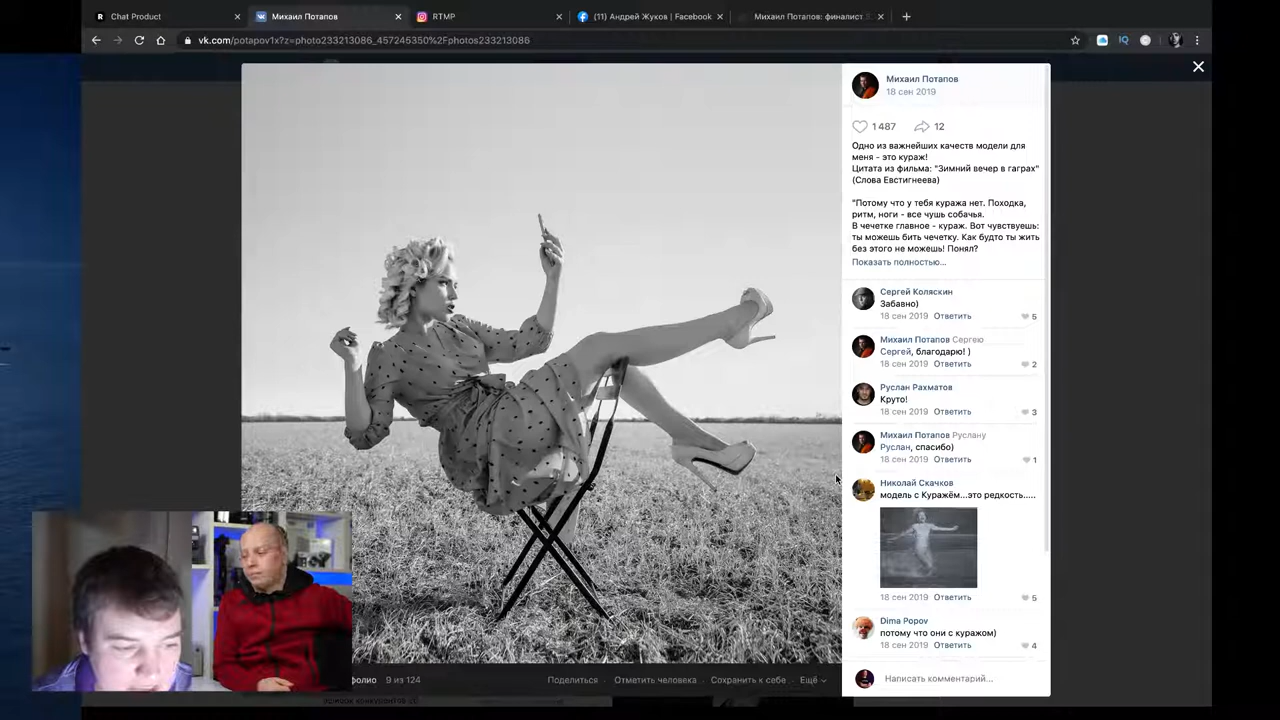 Chat Product
Михаил Потапов
RTMP
(11) Андрей Жуков | Facebook
Михаил Потапов: финалист
vk.com/potapov1x?z=photo233213086_457245350%2Fphotos233213086
IQ
Михаил Потапов
18 сен 2019
1 487
12
Одно из важнейших качеств модели для
меня - это кураж!
Цитата из фильма: "Зимний вечер в гаграх"
(Слова Евстигнеева)
"Потому что у тебя куража нет. Походка,
ритм, ноги - все чушь собачья.
В чечетке главное - кураж. Вот чувствуешь:
ты можешь бить чечетку. Как будто ты жить
без этого не можешь! Понял?
Показать полностью...
Сергей Коляскин
Забавно)
18 сен 2019 Ответить
5
Михаил Потапов Сергею
Сергей, благодарю! )
18 сен 2019 Ответить
2
Руслан Рахматов
Круто!
18 сен 2019 Ответить
3
Михаил Потапов Руслану
Руслан, спасибо)
18 сен 2019 Ответить
1
Николай Скачков
модель с Куражём...это редкость.....
18 сен 2019 Ответить
5
Dima Popov
потому что они с куражом)
18 сен 2019 Ответить
4
Написать комментарий...
фолио 9 из 124
Поделиться
Отметить человека
Сохранить к себе
Ещё